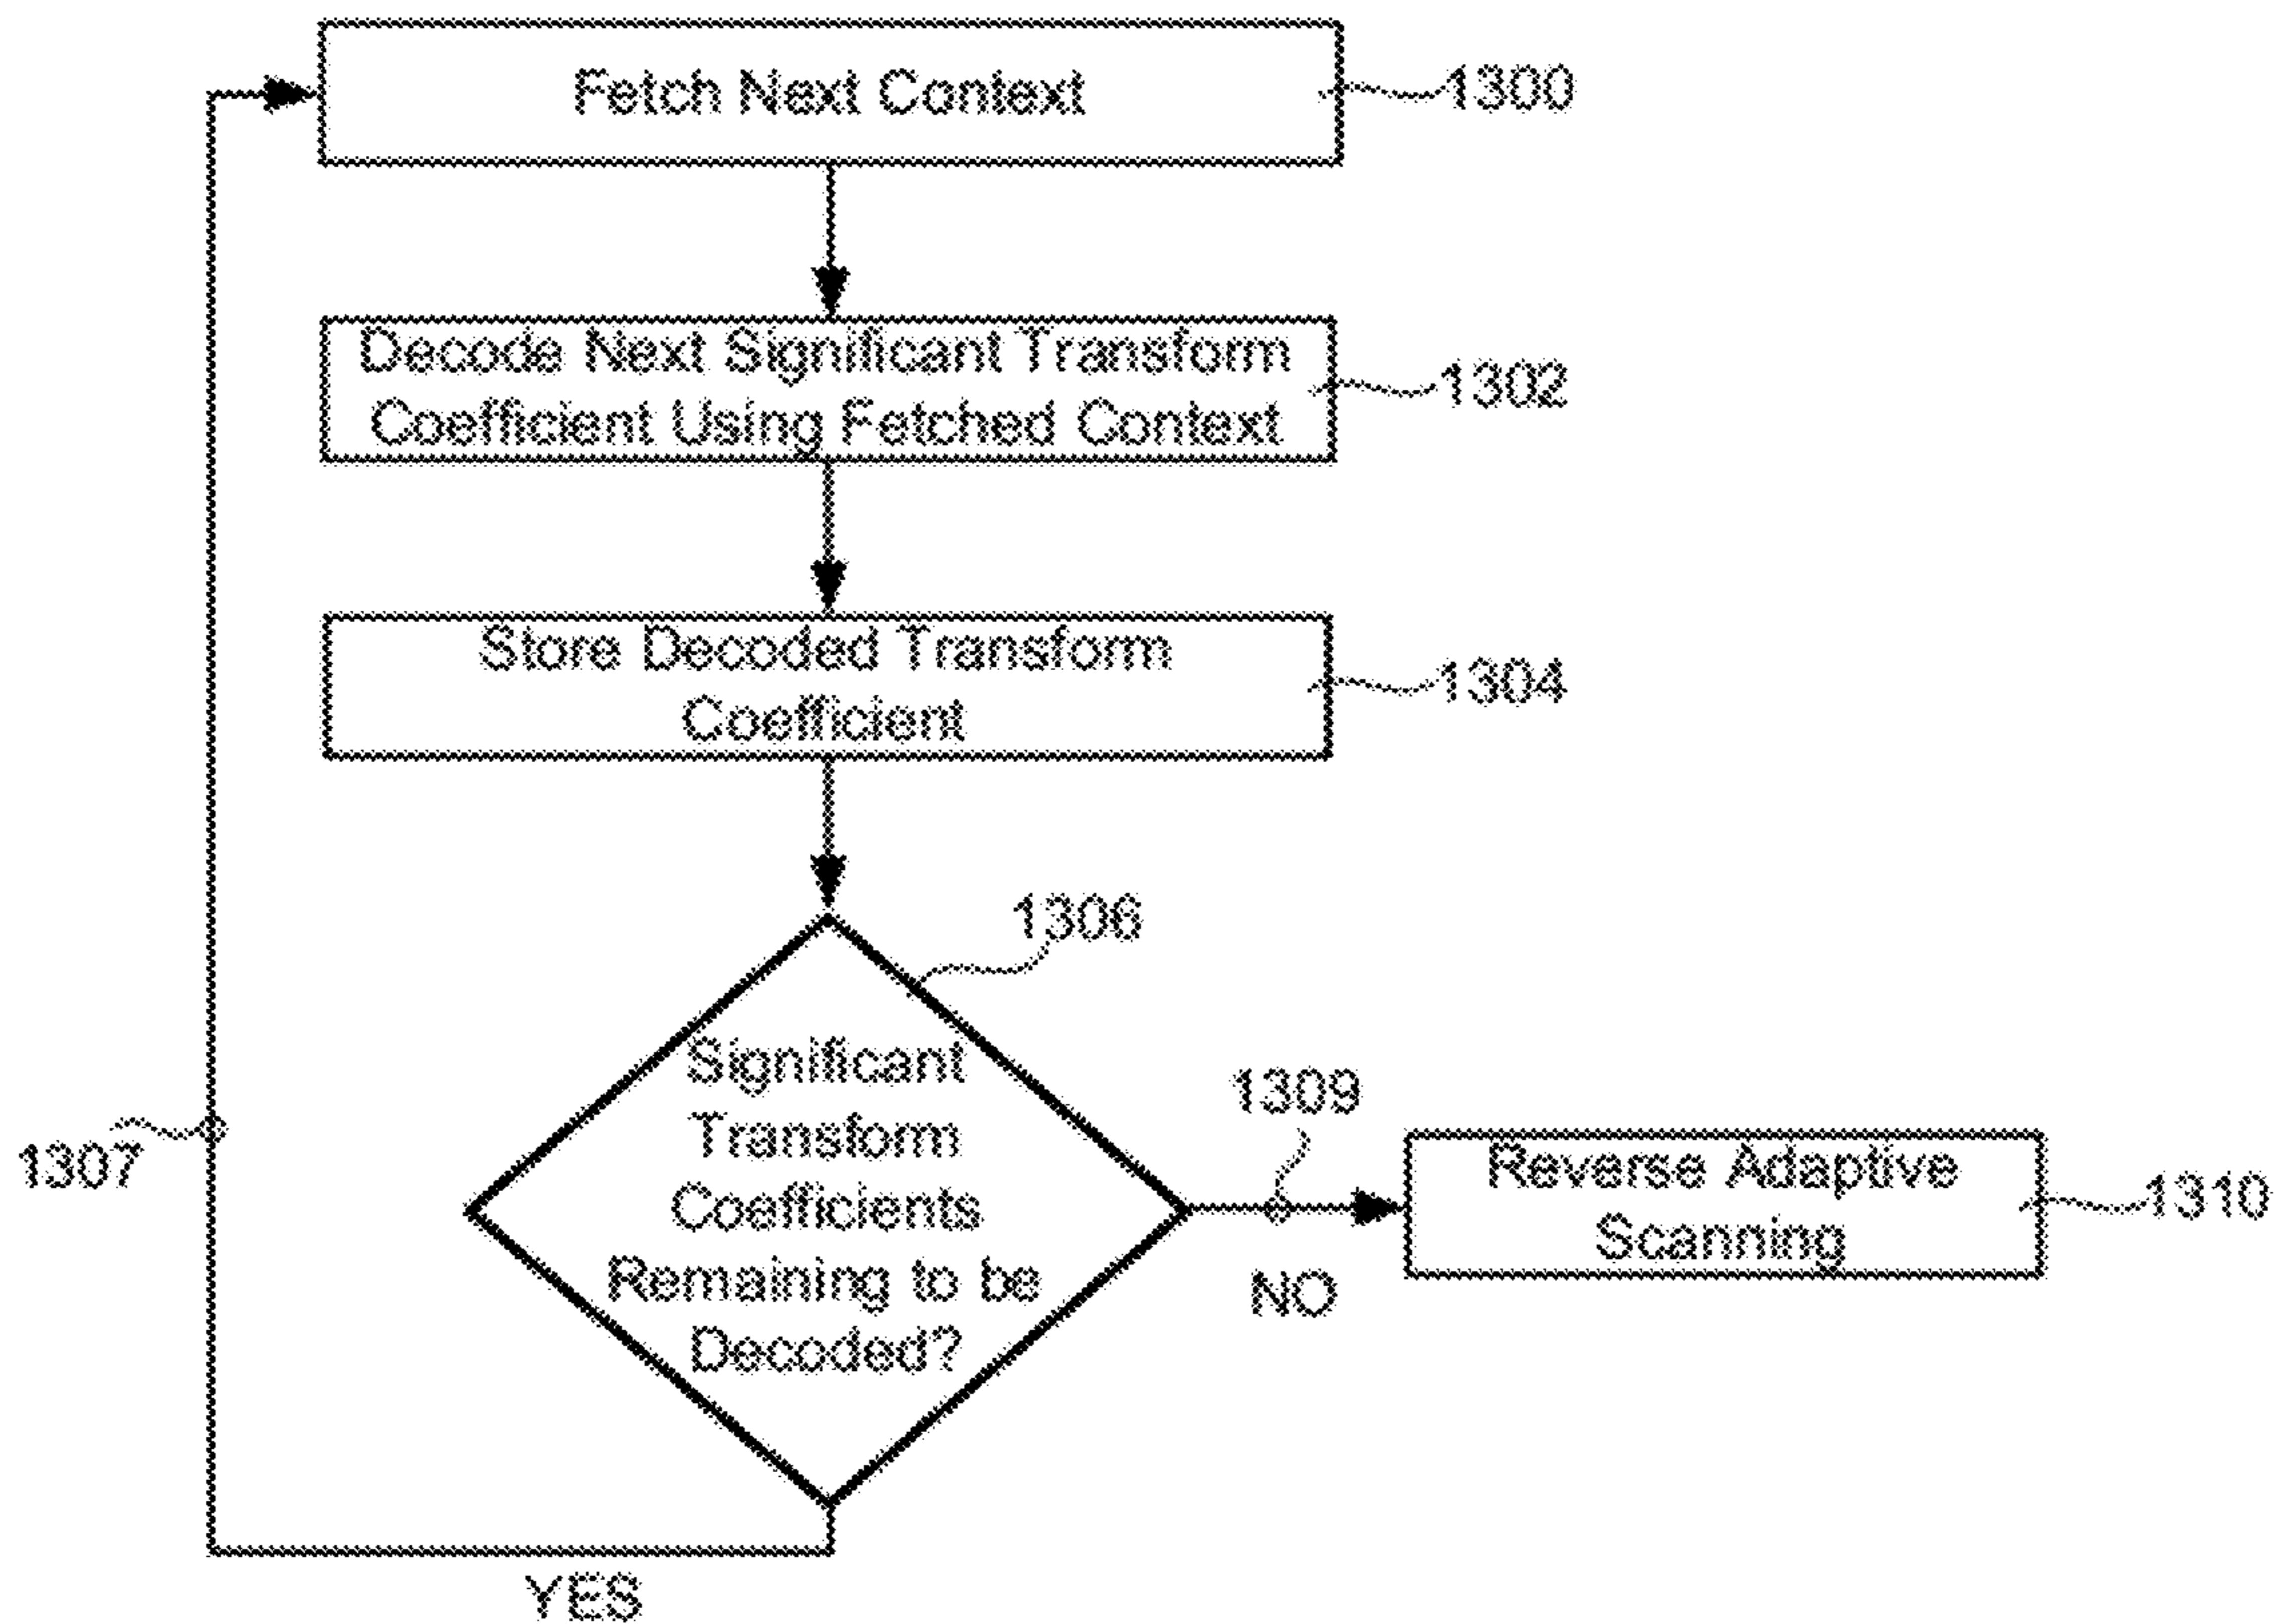 Fetch Next Context
1300
Decode Next Significant Transform
Coefficient Using Fetched Context
1302
Store Decoded Transform
Coefficient
1304
1306
Significant
Transform
Coefficients
Remaining to be
Decoded?
1307
1309
NO
Reverse Adaptive
Scanning
1310
YES